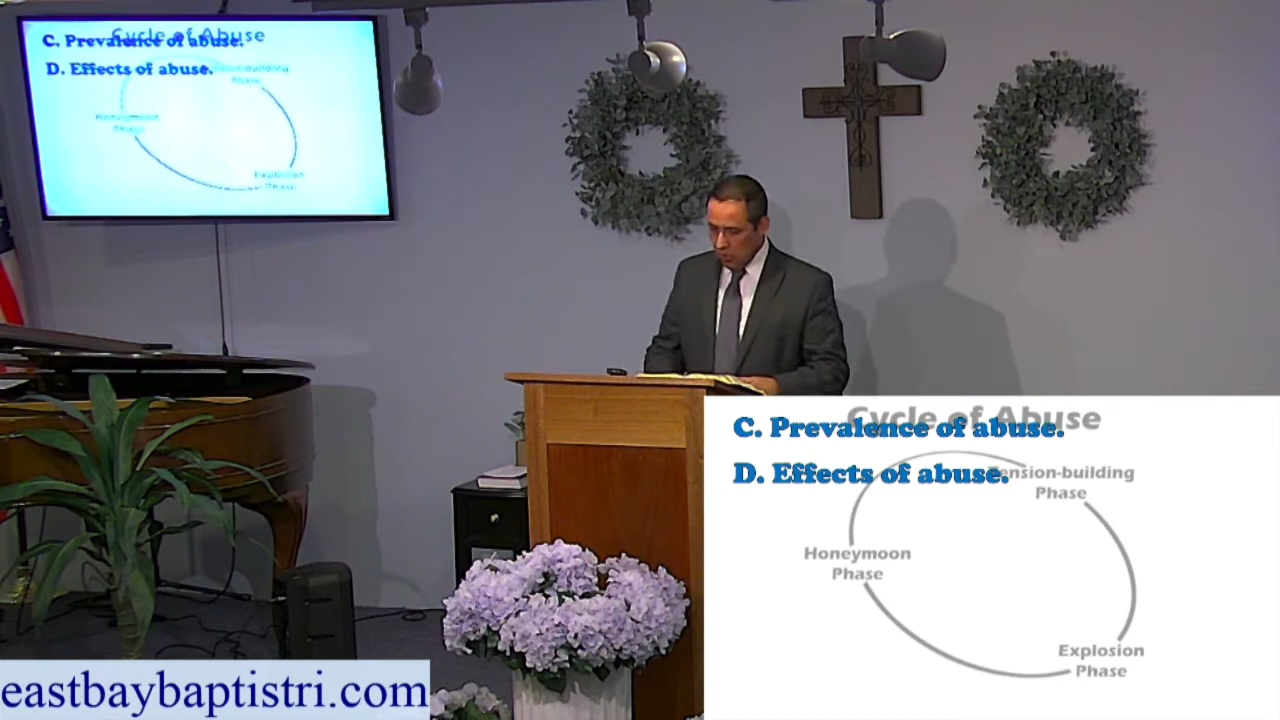 Cycle of Abuse
C. Prevalence of abuse.
D. Effects of abuse.
Tension-building
Phase
Honeymoon
Phase
Explosion
Phase
Cycle of Abuse
C. Prevalence of abuse.
D. Effects of abuse.
Tension-building
Phase
Honeymoon
Phase
Explosion
Phase
eastbaybaptistri.com